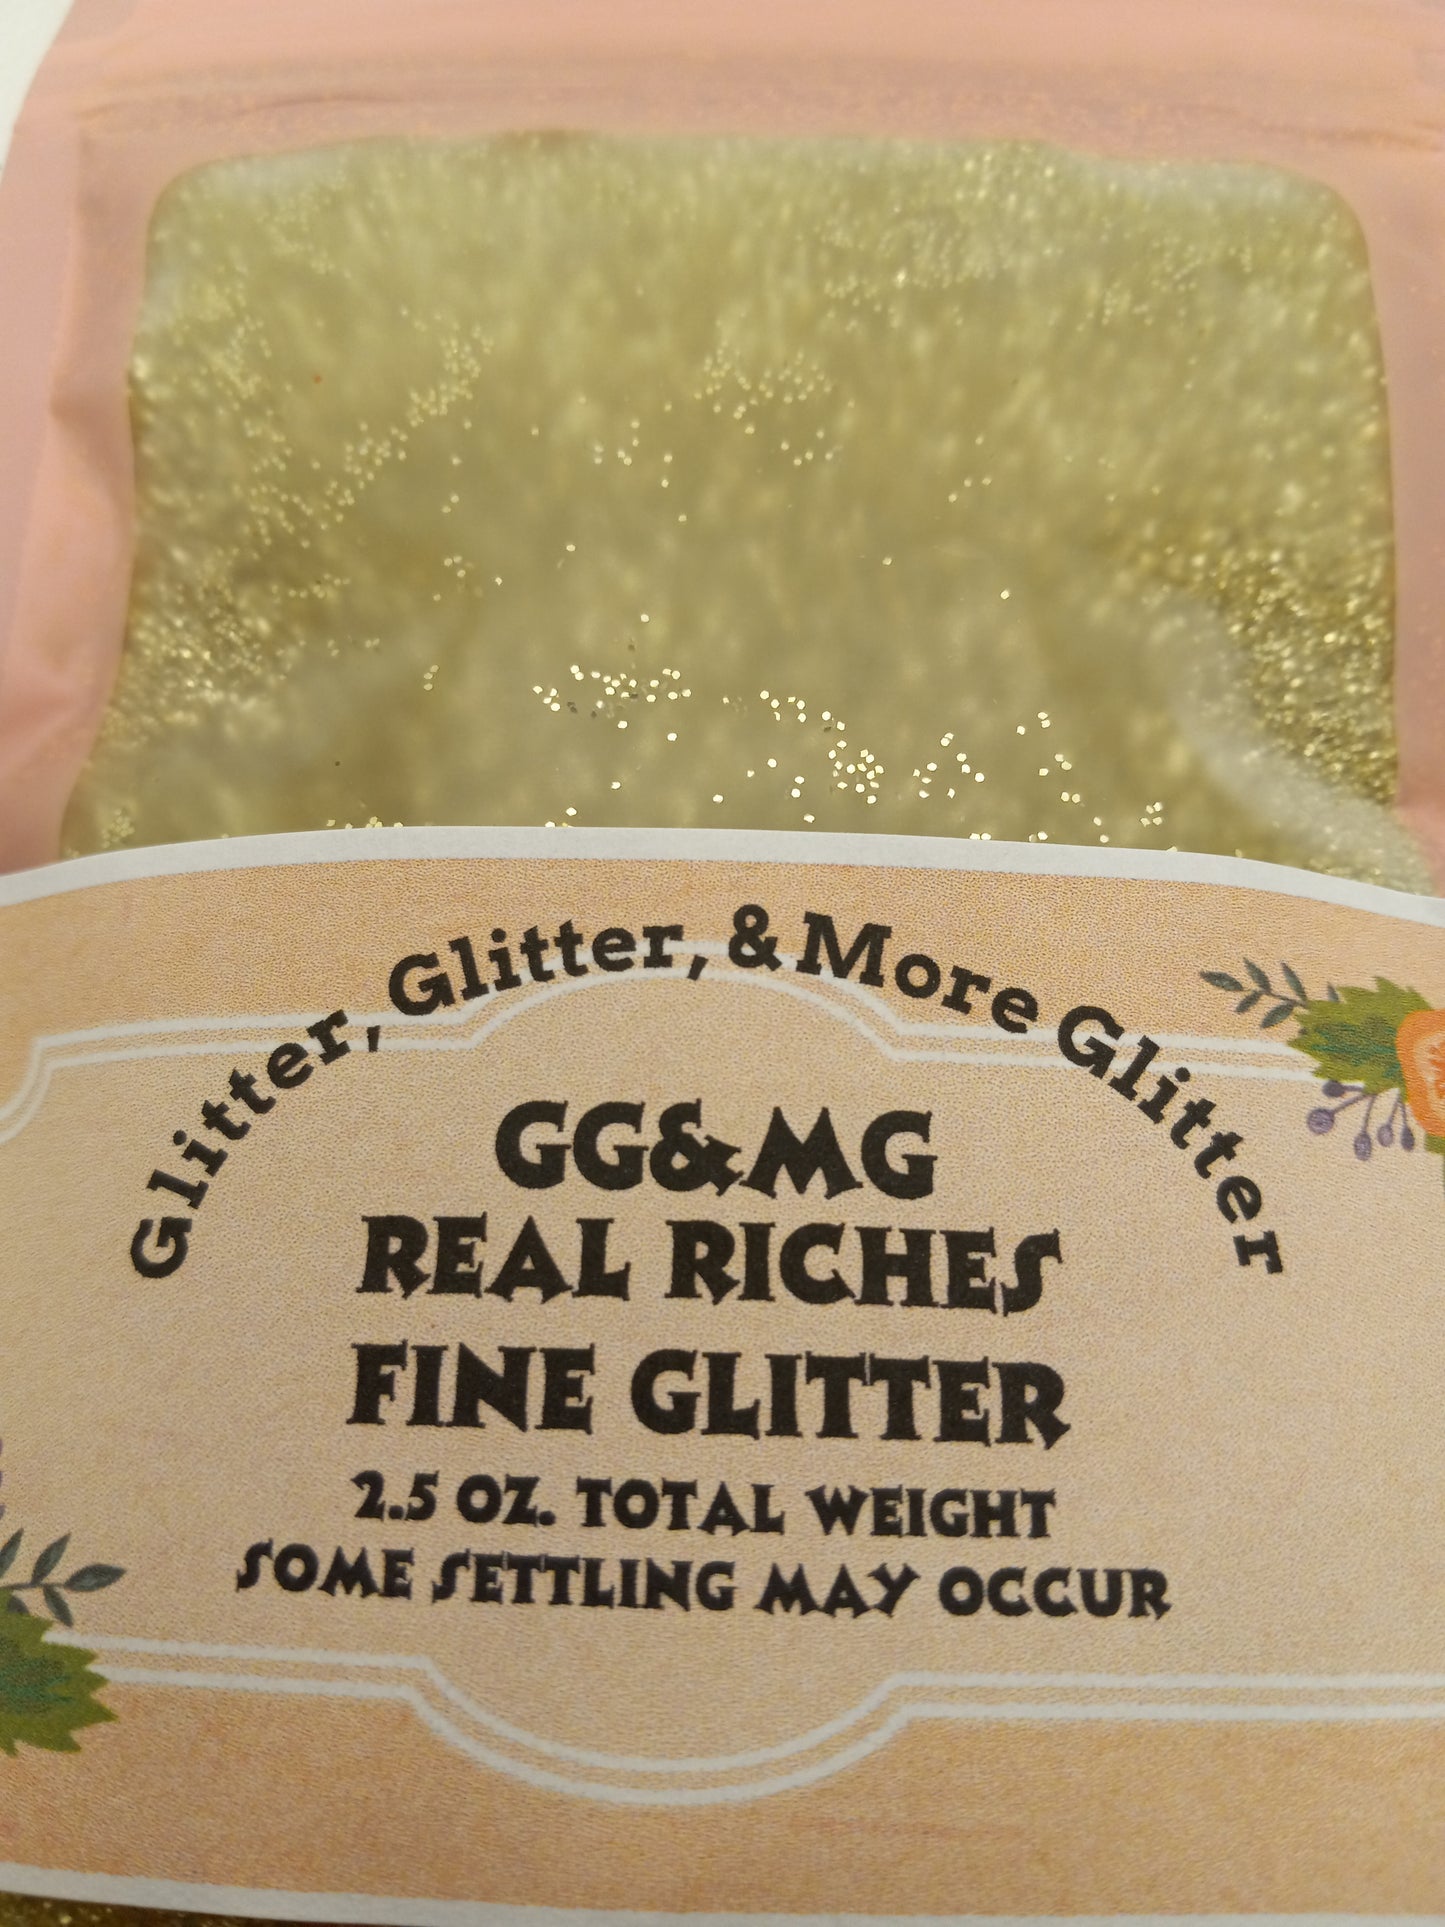 Glitter, Glitter, & More Glitter
GG&MG
REAL RICHES
FINE GLITTER
2.5 OZ. TOTAL WEIGHT
SOME SETTLING MAY OCCUR